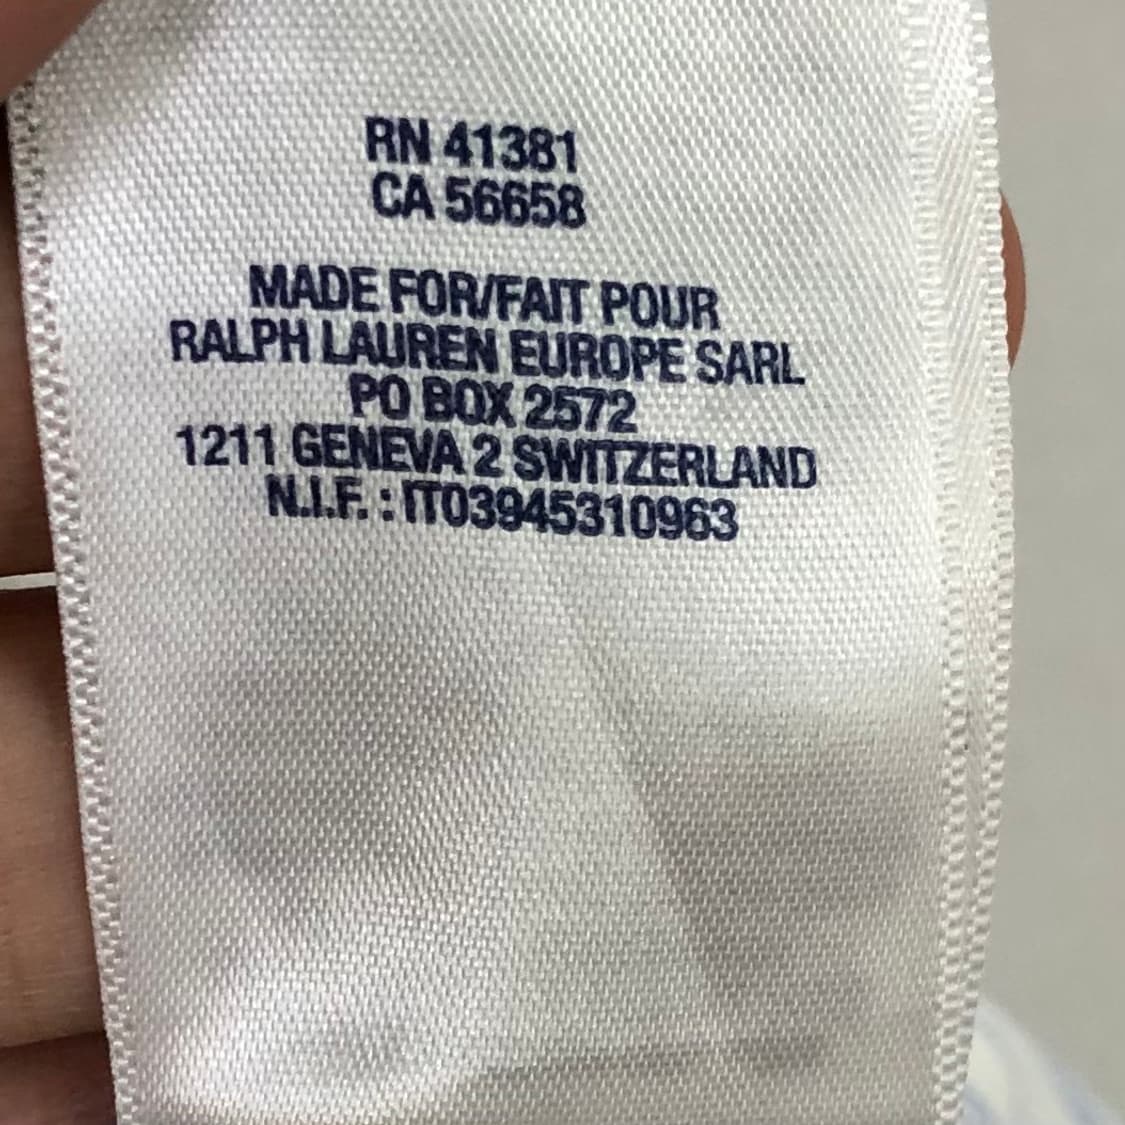 RN 41381
CA 56658
MADE FOR/FAIT POUR
RALPH LAUREN EUROPE SARL
PO BOX 2572
1211 GENEVA 2 SWITZERLAND
N.I.F. : IT03945310963